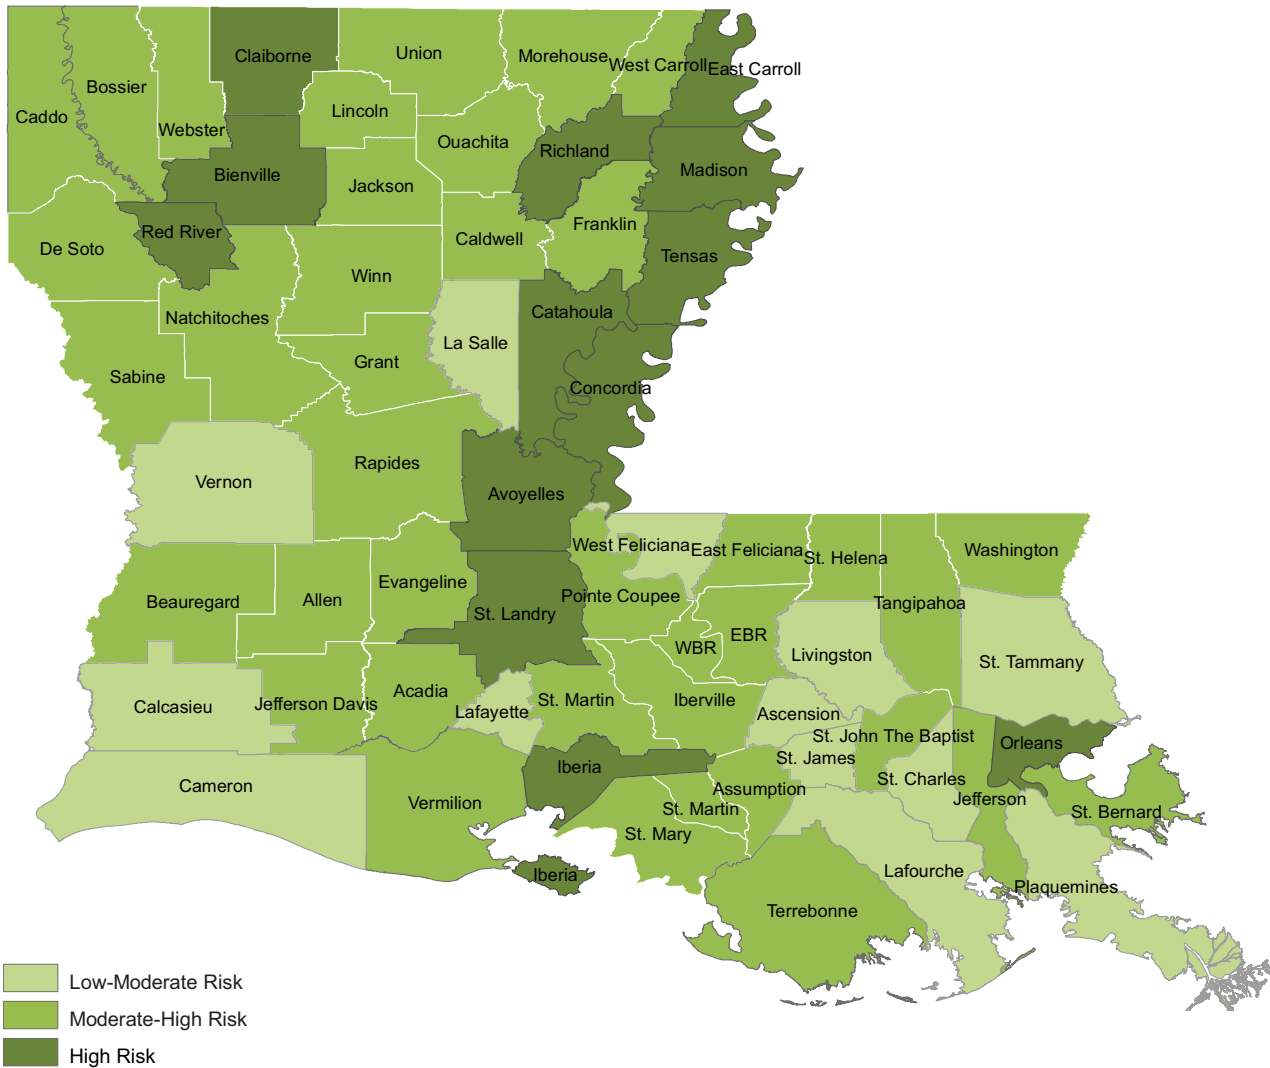 Claiborne
Union
Morehouse
West Carroll
East Carroll
Bossier
Caddo
Webster
Lincoln
Ouachita
Richland
Madison
Bienville
Jackson
Franklin
Red River
De Soto
Caldwell
Tensas
Winn
Natchitoches
Catahoula
La Salle
Grant
Sabine
Concordia
Rapides
Vernon
Avoyelles
West Feliciana
East Feliciana
St. Helena
Washington
Evangeline
Beauregard
Allen
Pointe Coupee
Tangipahoa
St. Landry
EBR
WBR
Livingston
St. Tammany
Acadia
Jefferson Davis
Calcasieu
St. Martin
Iberville
Lafayette
Ascension
St. John The Baptist
Orleans
St. James
Iberia
St. Charles
Cameron
Assumption
Jefferson
Vermilion
St. Martin
St. Bernard
St. Mary
Lafourche
Iberia
Plaquemines
Terrebonne
Low-Moderate Risk
Moderate-High Risk
High Risk